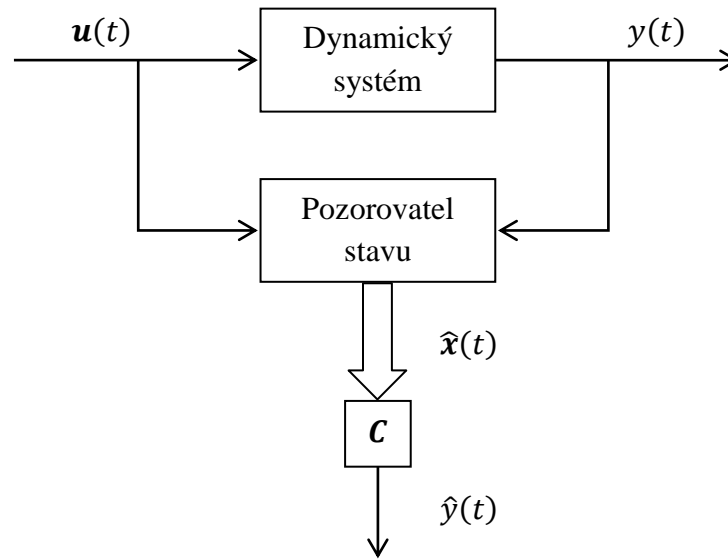 𝒖(t)
Dynamický
systém
y(t)
Pozorovatel
stavu
𝒙̂(t)
𝑪
ŷ(t)